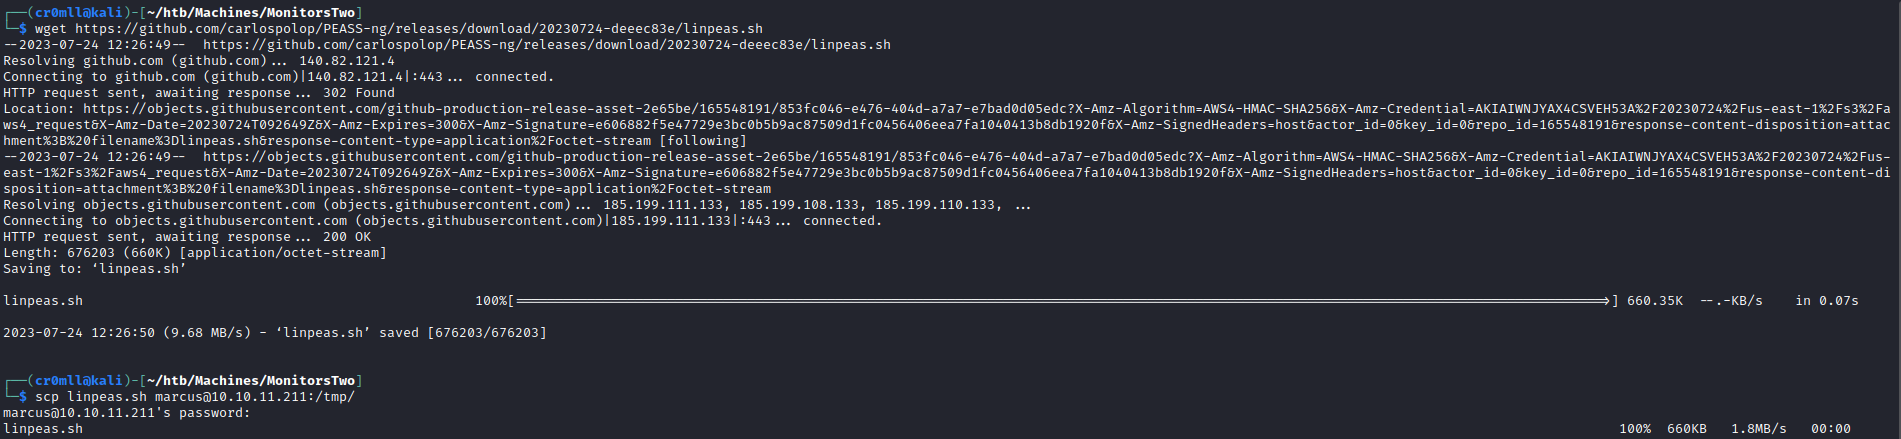 ┌──(cr0mll@kali)-[~/htb/Machines/MonitorsTwo]
└─$ wget https://github.com/carlospolop/PEASS-ng/releases/download/20230724-deeec83e/linpeas.sh
--2023-07-24 12:26:49--  https://github.com/carlospolop/PEASS-ng/releases/download/20230724-deeec83e/linpeas.sh
Resolving github.com (github.com)... 140.82.121.4
Connecting to github.com (github.com)|140.82.121.4|:443... connected.
HTTP request sent, awaiting response... 302 Found
Location: https://objects.githubusercontent.com/github-production-release-asset-2e65be/165548191/853fc046-e476-404d-a7a7-e7bad0d05edc?X-Amz-Algorithm=AWS4-HMAC-SHA256&X-Amz-Credential=AKIAIWNJYAX4CSVEH53A%2F20230724%2Fus-east-1%2Fs3%2Fa
ws4_request&X-Amz-Date=20230724T092649Z&X-Amz-Expires=300&X-Amz-Signature=e606882f5e47729e3bc0b5b9ac87509d1fc0456406eea7fa1040413b8db1920f&X-Amz-SignedHeaders=host&actor_id=0&key_id=0&repo_id=165548191&response-content-disposition=attac
hment%3B%20filename%3Dlinpeas.sh&response-content-type=application%2Foctet-stream [following]
--2023-07-24 12:26:49--  https://objects.githubusercontent.com/github-production-release-asset-2e65be/165548191/853fc046-e476-404d-a7a7-e7bad0d05edc?X-Amz-Algorithm=AWS4-HMAC-SHA256&X-Amz-Credential=AKIAIWNJYAX4CSVEH53A%2F20230724%2Fus-
east-1%2Fs3%2Faws4_request&X-Amz-Date=20230724T092649Z&X-Amz-Expires=300&X-Amz-Signature=e606882f5e47729e3bc0b5b9ac87509d1fc0456406eea7fa1040413b8db1920f&X-Amz-SignedHeaders=host&actor_id=0&key_id=0&repo_id=165548191&response-content-di
sposition=attachment%3B%20filename%3Dlinpeas.sh&response-content-type=application%2Foctet-stream
Resolving objects.githubusercontent.com (objects.githubusercontent.com)... 185.199.111.133, 185.199.108.133, 185.199.110.133, ...
Connecting to objects.githubusercontent.com (objects.githubusercontent.com)|185.199.111.133|:443... connected.
HTTP request sent, awaiting response... 200 OK
Length: 676203 (660K) [application/octet-stream]
Saving to: ‘linpeas.sh’
linpeas.sh 100%[===================>] 660.35K --.-KB/s in 0.07s
2023-07-24 12:26:50 (9.68 MB/s) - ‘linpeas.sh’ saved [676203/676203]
┌──(cr0mll@kali)-[~/htb/Machines/MonitorsTwo]
└─$ scp linpeas.sh marcus@10.10.11.211:/tmp/
marcus@10.10.11.211's password:
linpeas.sh 100% 660KB 1.8MB/s 00:00